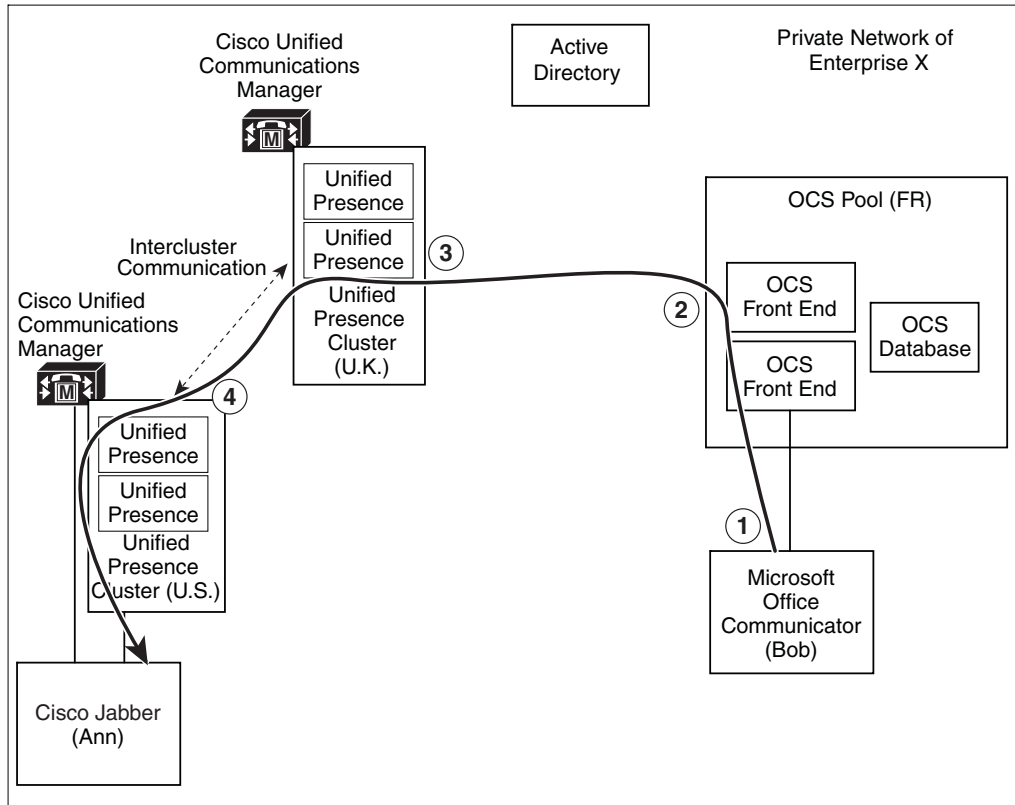 Cisco Unified
Communications
Manager
Active
Directory
Private Network of
Enterprise X
M
Unified
Presence
Unified
Presence
Unified
Presence
Cluster
(U.K.)
3
Intercluster
Communication
OCS Pool (FR)
2
OCS
Front End
OCS
Front End
OCS
Database
Cisco Unified
Communications
Manager
M
4
Unified
Presence
Unified
Presence
Unified
Presence
Cluster (U.S.)
1
Microsoft
Office
Communicator
(Bob)
Cisco Jabber
(Ann)